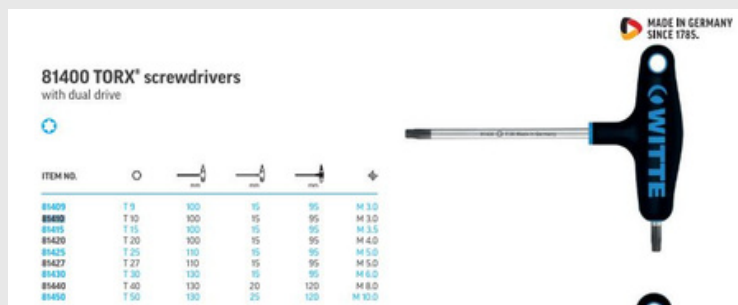 MADE IN GERMANY
SINCE 1785.
81400 TORX® screwdrivers
with dual drive
WITTE
ITEM NO.
mm mm mm
81409 T 9 100 15 95 M 3.0
81410 T 10 100 15 95 M 3.0
81415 T 15 100 15 95 M 3.5
81420 T 20 100 15 95 M 4.0
81425 T 25 110 15 95 M 5.0
81427 T 27 110 15 95 M 5.0
81430 T 30 130 15 95 M 6.0
81440 T 40 130 20 120 M 8.0
81450 T 50 130 25 120 M 10.0